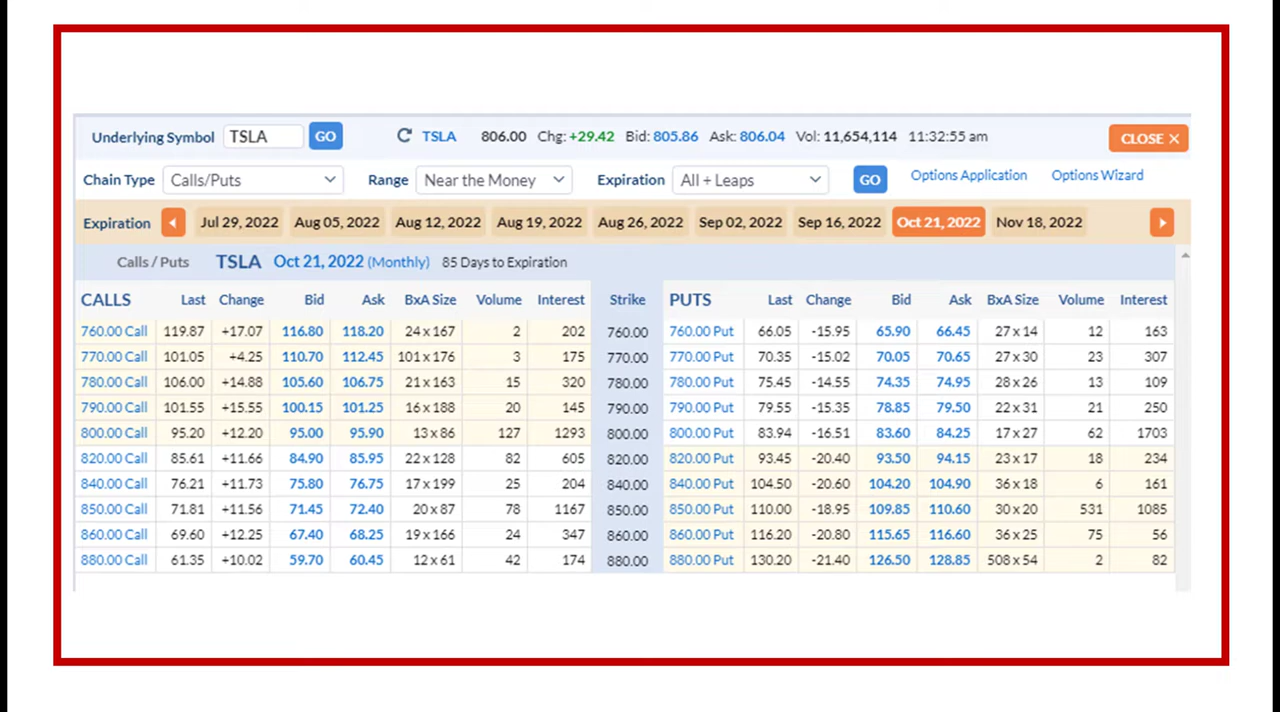 Underlying Symbol TSLA GO TSLA 806.00 Chg: +29.42 Bid: 805.86 Ask: 806.04 Vol: 11,654,114 11:32:55 am CLOSE X
Chain Type Calls/Puts Range Near the Money Expiration All + Leaps GO Options Application Options Wizard
Expiration Jul 29, 2022 Aug 05, 2022 Aug 12, 2022 Aug 19, 2022 Aug 26, 2022 Sep 02, 2022 Sep 16, 2022 Oct 21, 2022 Nov 18, 2022
Calls / Puts TSLA Oct 21, 2022 (Monthly) 85 Days to Expiration
CALLS Last Change Bid Ask BxA Size Volume Interest Strike PUTS Last Change Bid Ask BxA Size Volume Interest
760.00 Call 119.87 +17.07 116.80 118.20 24 x 167 2 202 760.00 760.00 Put 66.05 -15.95 65.90 66.45 27 x 14 12 163
770.00 Call 101.05 +4.25 110.70 112.45 101 x 176 3 175 770.00 770.00 Put 70.35 -15.02 70.05 70.65 27 x 30 23 307
780.00 Call 106.00 +14.88 105.60 106.75 21 x 163 15 320 780.00 780.00 Put 75.45 -14.55 74.35 74.95 28 x 26 13 109
790.00 Call 101.55 +15.55 100.15 101.25 16 x 188 20 145 790.00 790.00 Put 79.55 -15.35 78.85 79.50 22 x 31 21 250
800.00 Call 95.20 +12.20 95.00 95.90 13 x 86 127 1293 800.00 800.00 Put 83.94 -16.51 83.60 84.25 17 x 27 62 1703
820.00 Call 85.61 +11.66 84.90 85.95 22 x 128 82 605 820.00 820.00 Put 93.45 -20.40 93.50 94.15 23 x 17 18 234
840.00 Call 76.21 +11.73 75.80 76.75 17 x 199 25 204 840.00 840.00 Put 104.50 -20.60 104.20 104.90 36 x 18 6 161
850.00 Call 71.81 +11.56 71.45 72.40 20 x 87 78 1167 850.00 850.00 Put 110.00 -18.95 109.85 110.60 30 x 20 531 1085
860.00 Call 69.60 +12.25 67.40 68.25 19 x 166 24 347 860.00 860.00 Put 116.20 -20.80 115.65 116.60 36 x 25 75 56
880.00 Call 61.35 +10.02 59.70 60.45 12 x 61 42 174 880.00 880.00 Put 130.20 -21.40 126.50 128.85 508 x 54 2 82